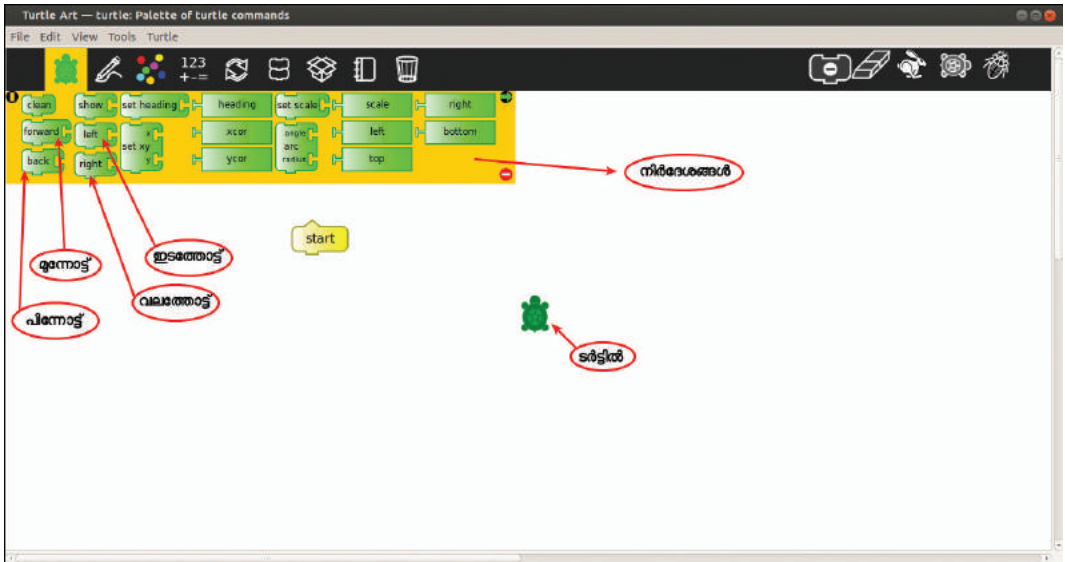 Turtle Art — turtle: Palette of turtle commands
File Edit View Tools Turtle
123
+-=
clean show set heading heading set scale scale right
forward left x xcor angle left bottom
set xy arc
back right y ycor radius top
നിർദേശങ്ങൾ
start
മുന്നോട്ട്
ഇടത്തോട്ട്
വലത്തോട്ട്
പിന്നോട്ട്
ടർട്ടിൽ